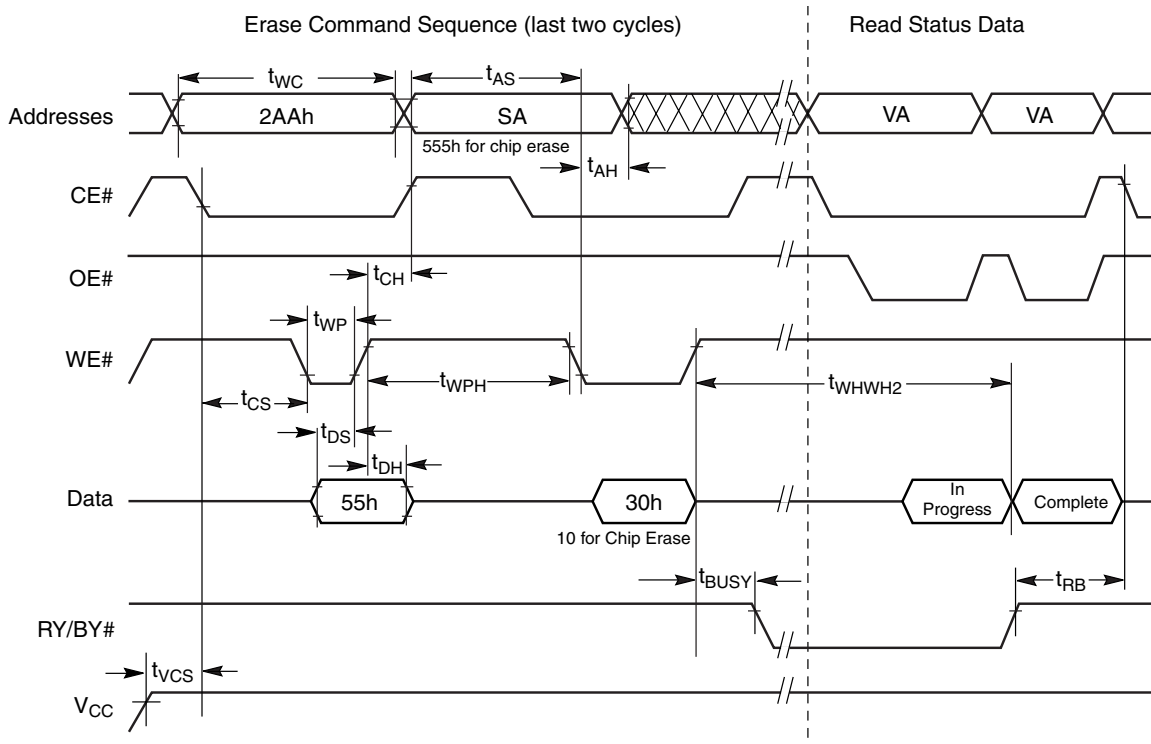 Erase Command Sequence (last two cycles)
Read Status Data
tWC
tAS
Addresses
2AAh
SA
VA
VA
555h for chip erase
tAH
CE#
OE#
tCH
tWP
WE#
tWPH
tWHWH2
tCS
tDS
tDH
Data
55h
30h
In
Progress
Complete
10 for Chip Erase
tBUSY
tRB
RY/BY#
tVCS
VCC